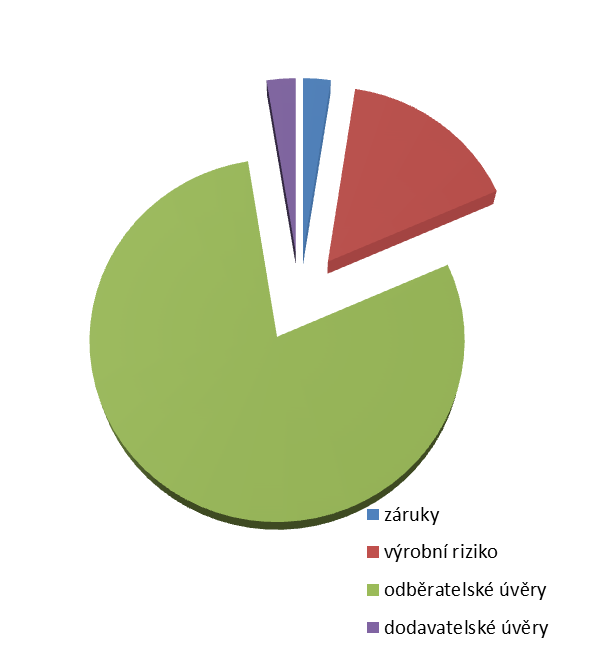 záruky
výrobní riziko
odběratelské úvěry
dodavatelské úvěry